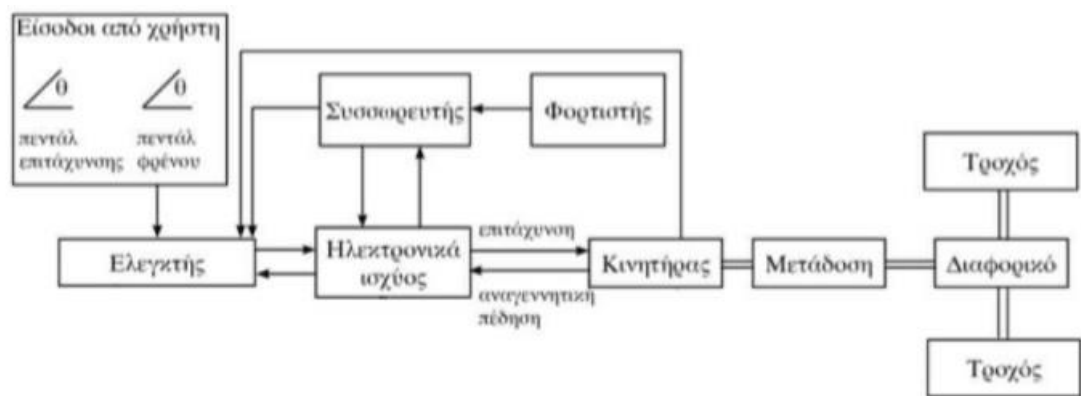 Είσοδοι από χρήστη
θ θ
πεντάλ επιτάχυνσης
πεντάλ φρένου
Συσσωρευτής
Φορτιστής
Τροχός
Ελεγκτής
Ηλεκτρονικά
ισχύος
επιτάχυνση
αναγεννητική
πέδηση
Κινητήρας
Μετάδοση
Διαφορικό
Τροχός